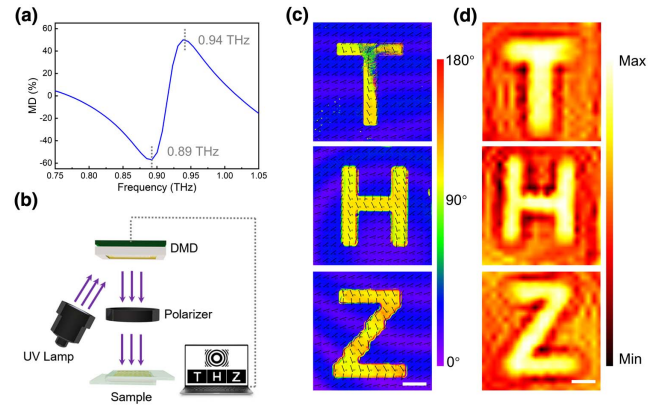 (a)
60
40
20
0
-20
-40
-60
MD (%)
0.94 THz
0.89 THz
0.75 0.80 0.85 0.90 0.95 1.00 1.05
Frequency (THz)
(b)
DMD
Polarizer
UV Lamp
Sample
T H Z
(c)
T
H
Z
180°
90°
0°
(d)
T
H
Z
Max
Min